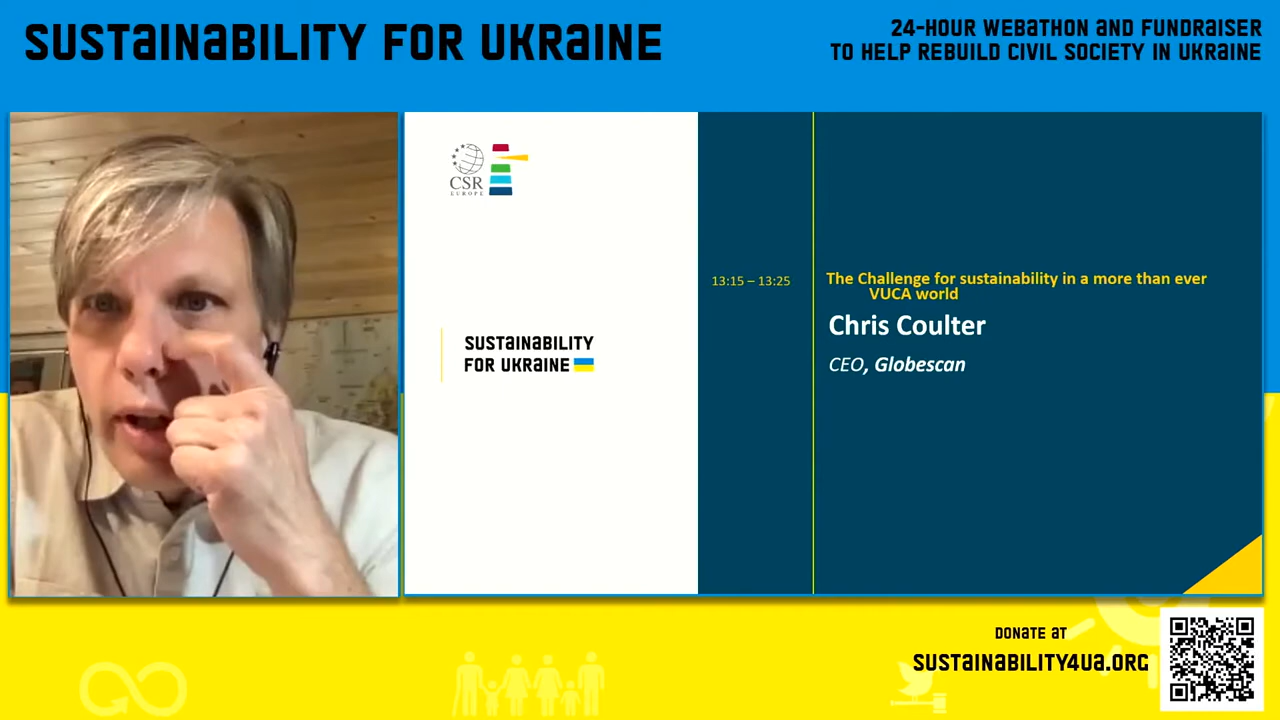 SUSTAINABILITY FOR UKRAINE
24-HOUR WEBATHON AND FUNDRAISER
TO HELP REBUILD CIVIL SOCIETY IN UKRAINE
CSR
EUROPE
SUSTAINABILITY
FOR UKRAINE
13:15 – 13:25
The Challenge for sustainability in a more than ever
VUCA world
Chris Coulter
CEO, Globescan
DONATE AT
SUSTAINABILITY4UA.ORG